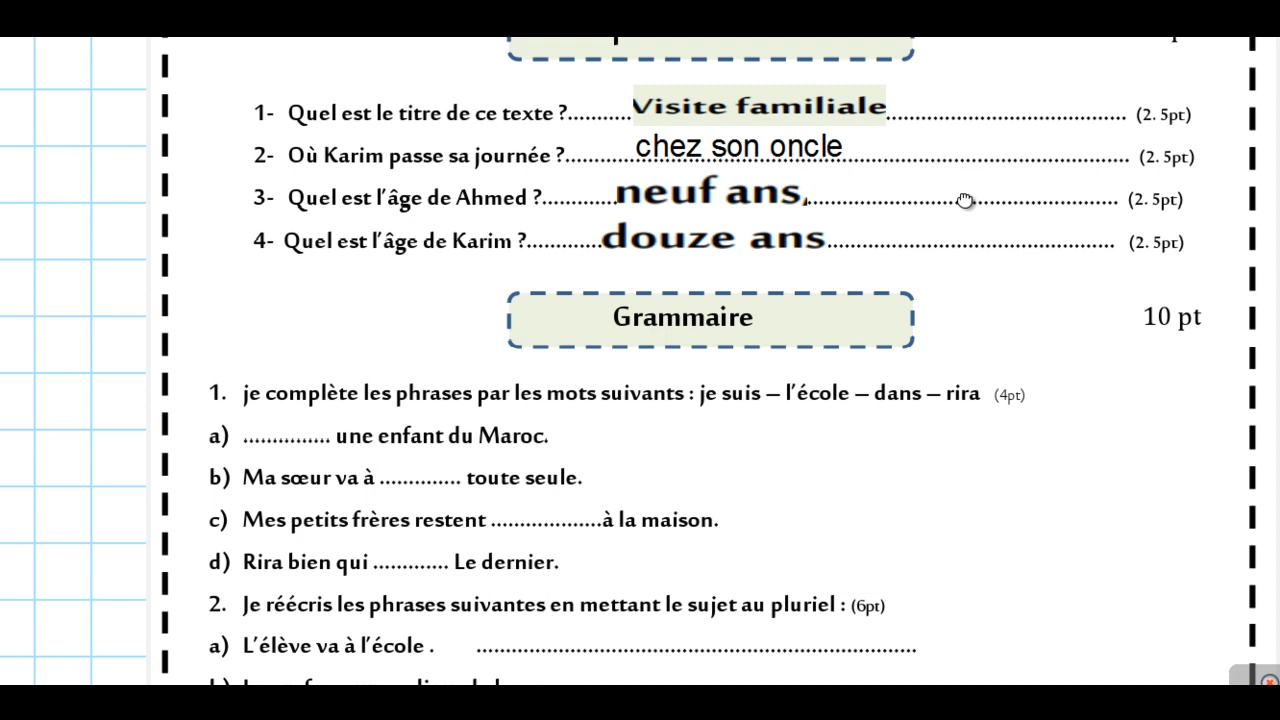 1- Quel est le titre de ce texte ?........... Visite familiale ......................................... (2. 5pt)
2- Où Karim passe sa journée ?............ chez son oncle ................................................. (2. 5pt)
3- Quel est l'âge de Ahmed ?............. neuf ans, ..................................................... (2. 5pt)
4- Quel est l'âge de Karim ?............. douze ans ................................................. (2. 5pt)
Grammaire 10 pt
1. je complète les phrases par les mots suivants : je suis – l'école – dans – rira (4pt)
a) ............... une enfant du Maroc.
b) Ma sœur va à .............. toute seule.
c) Mes petits frères restent ...................à la maison.
d) Rira bien qui ............. Le dernier.
2. Je réécris les phrases suivantes en mettant le sujet au pluriel : (6pt)
a) L'élève va à l'école . ...........................................................................